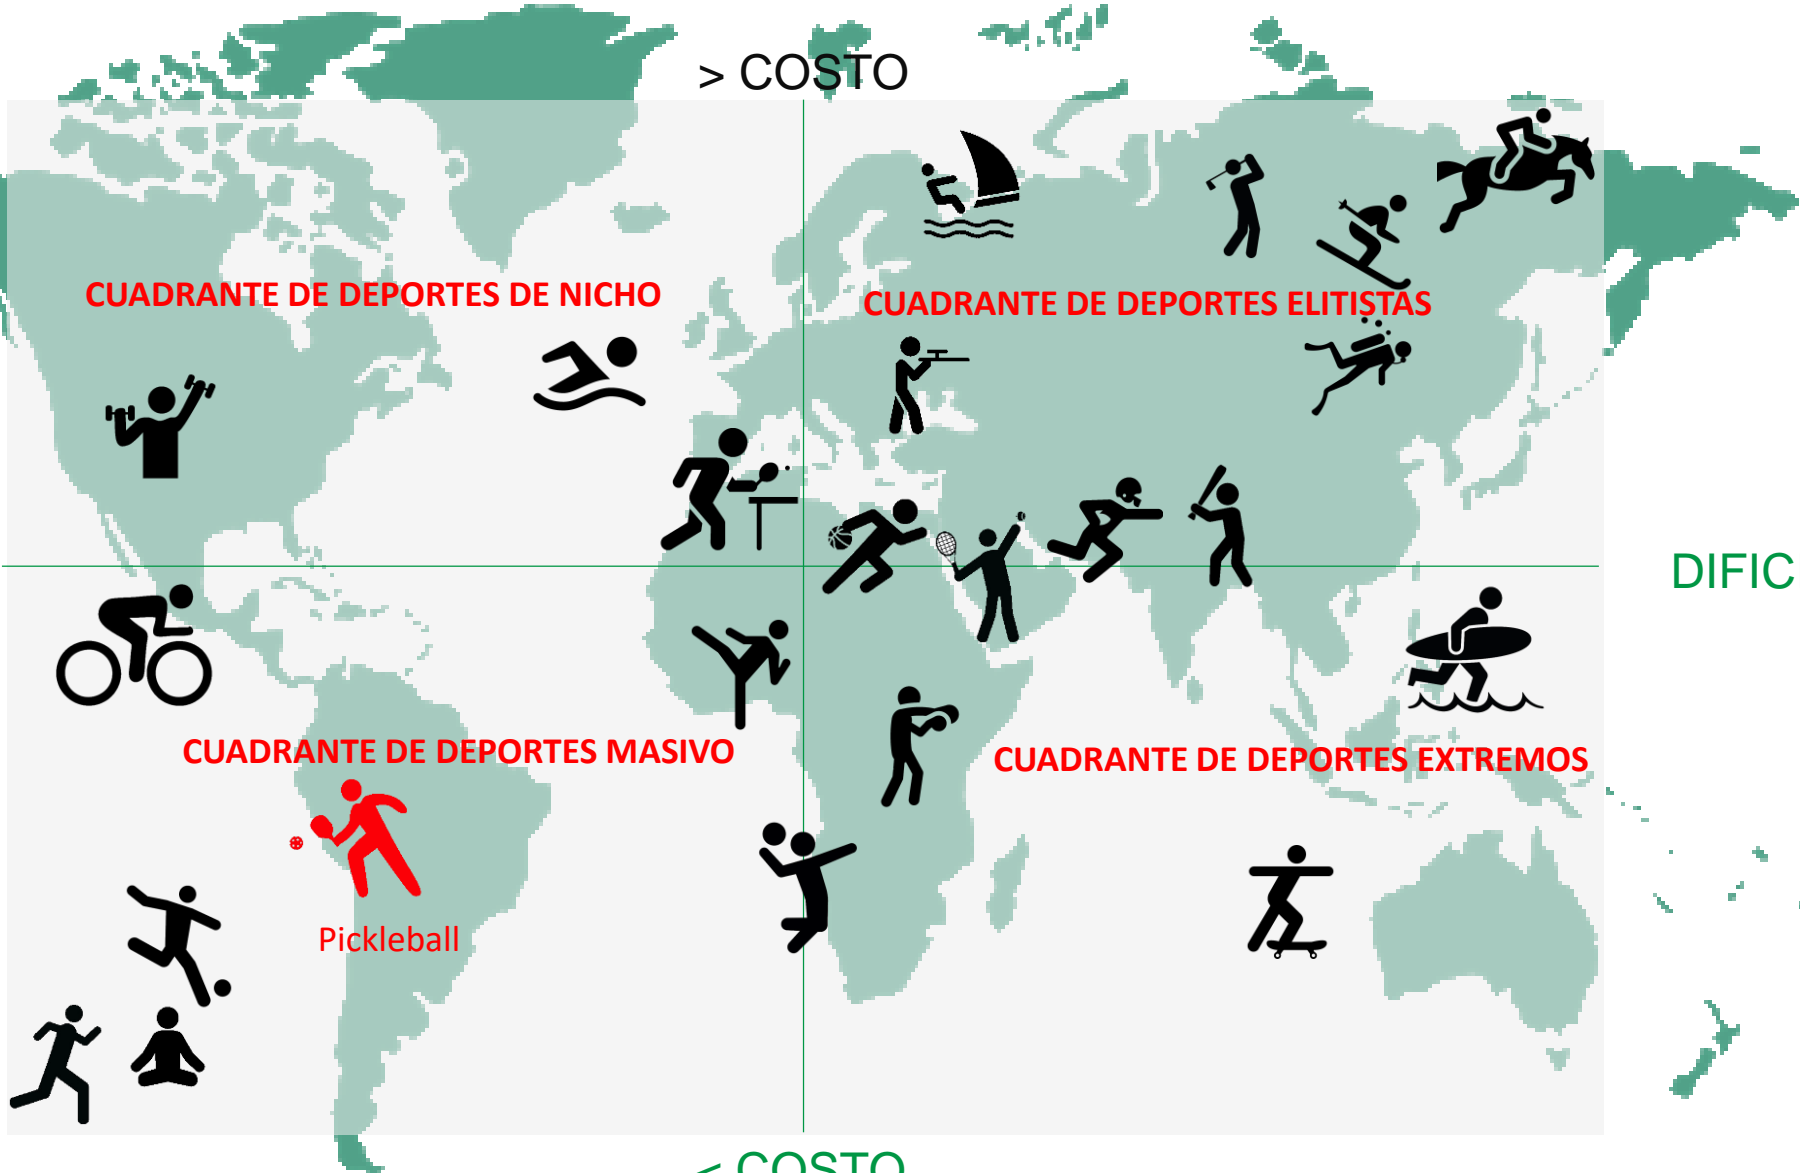 > COSTO
CUADRANTE DE DEPORTES DE NICHO
CUADRANTE DE DEPORTES ELITISTAS
DIFIC
CUADRANTE DE DEPORTES MASIVO
CUADRANTE DE DEPORTES EXTREMOS
Pickleball
< COSTO